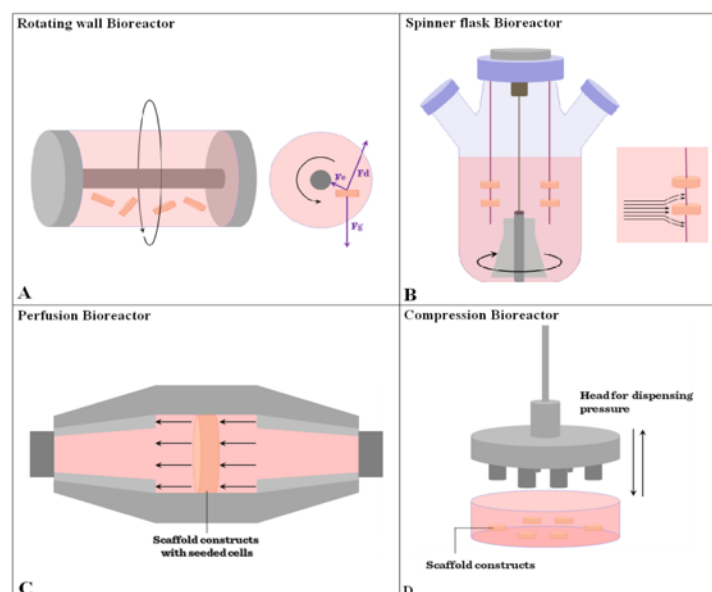 Rotating wall Bioreactor
Fc
Fd
Fg
A
Spinner flask Bioreactor
B
Perfusion Bioreactor
Scaffold constructs
with seeded cells
C
Compression Bioreactor
Head for dispensing
pressure
Scaffold constructs
D